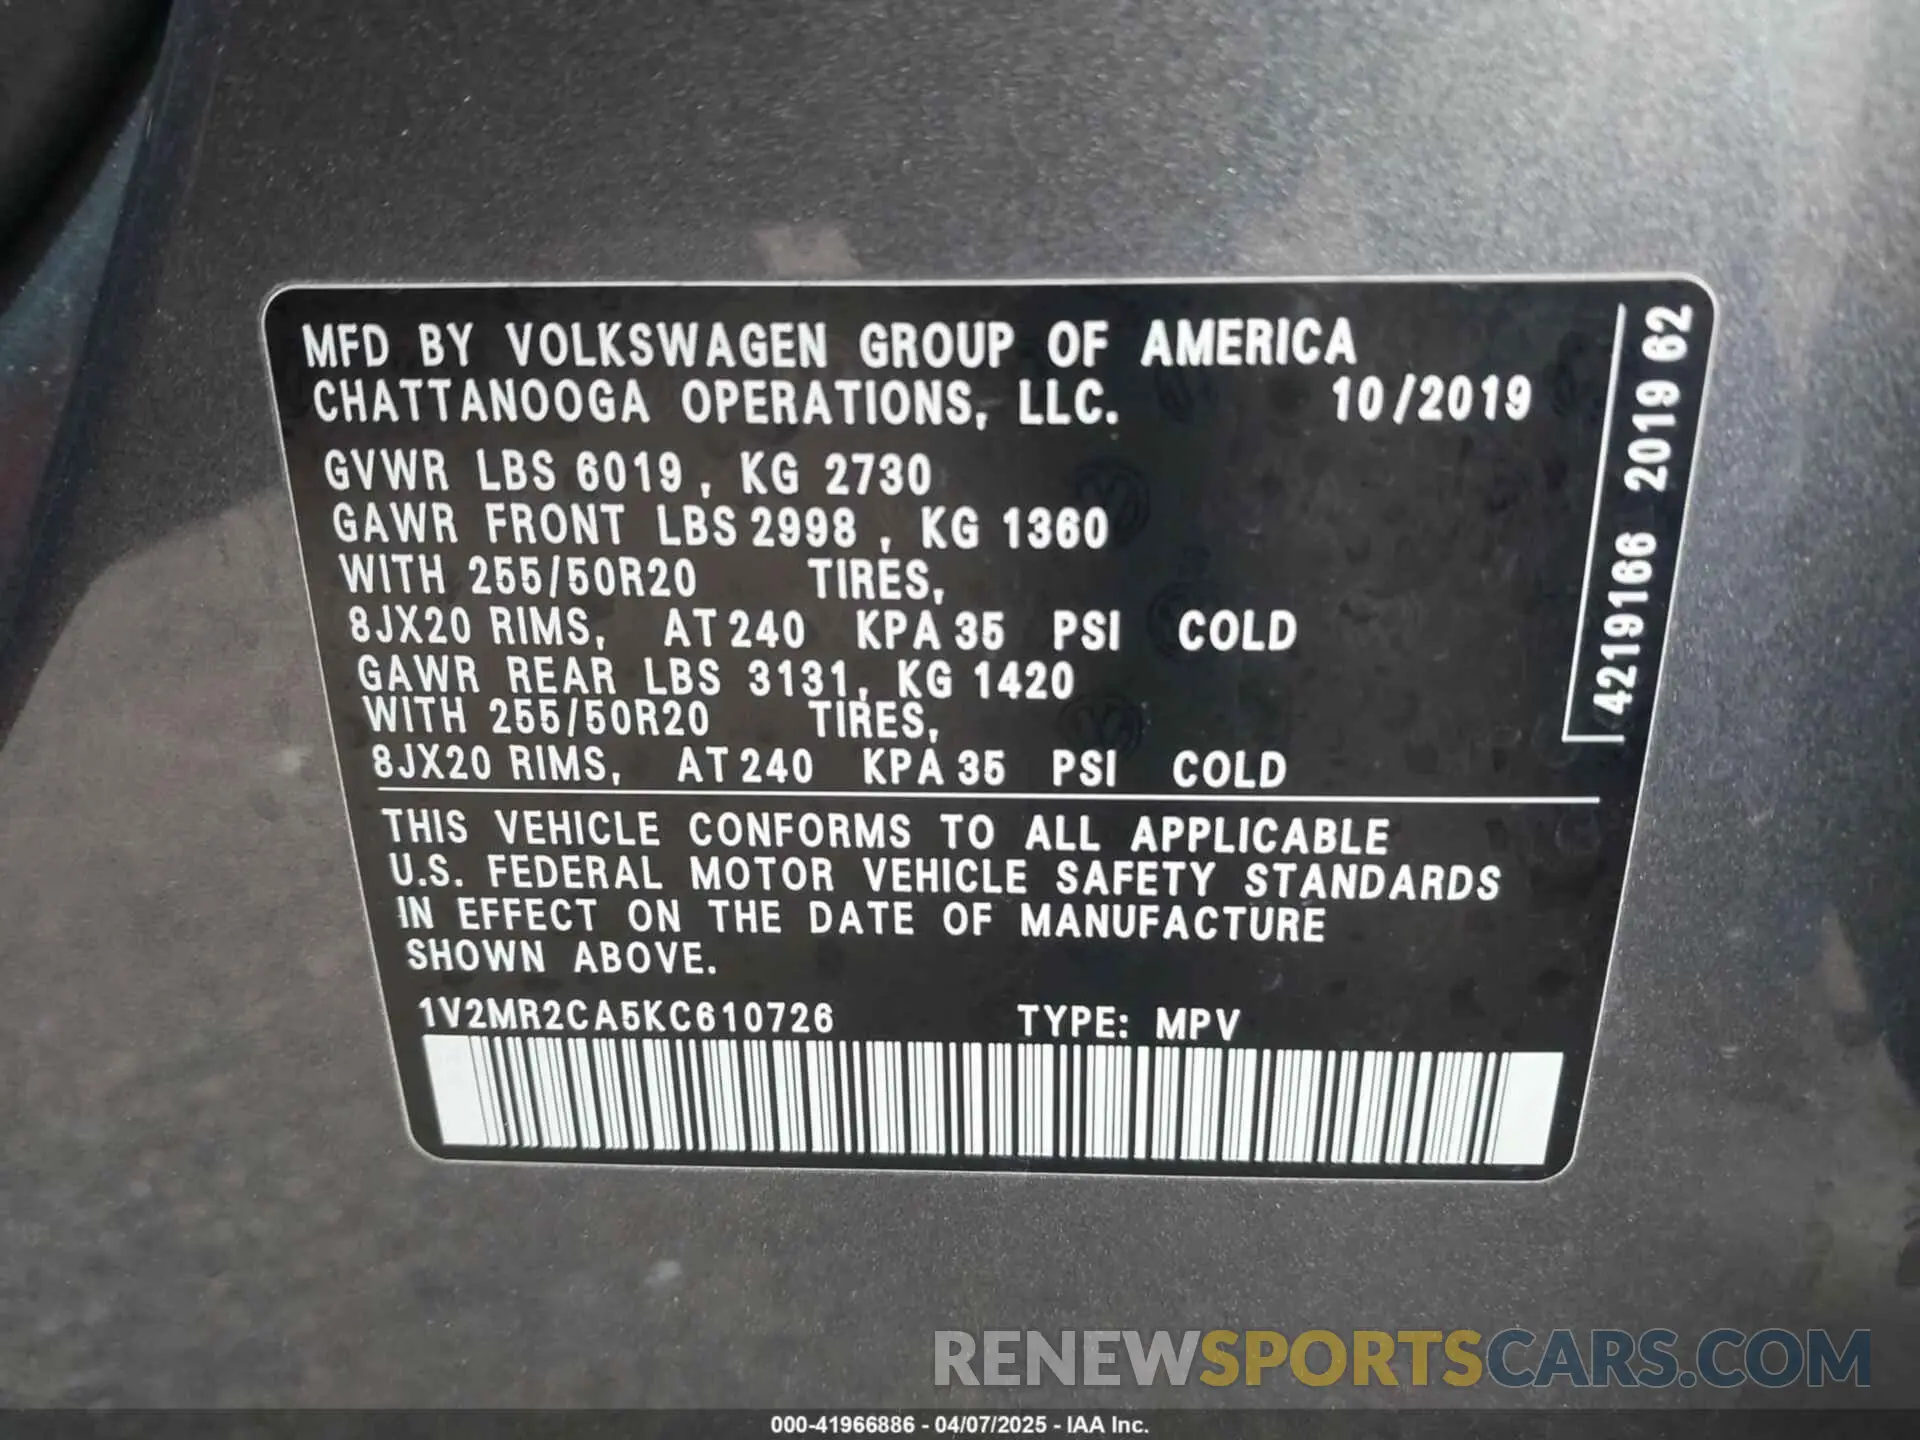 MFD BY VOLKSWAGEN GROUP OF AMERICA
CHATTANOOGA OPERATIONS, LLC. 10/2019
GVWR LBS 6019, KG 2730
GAWR FRONT LBS 2998, KG 1360
WITH 255/50R20 TIRES,
8JX20 RIMS, AT 240 KPA 35 PSI COLD
GAWR REAR LBS 3131, KG 1420
WITH 255/50R20 TIRES,
8JX20 RIMS, AT 240 KPA 35 PSI COLD
THIS VEHICLE CONFORMS TO ALL APPLICABLE
U.S. FEDERAL MOTOR VEHICLE SAFETY STANDARDS
IN EFFECT ON THE DATE OF MANUFACTURE
SHOWN ABOVE.
1V2MR2CA5KC610726 TYPE: MPV
4219166 2019 62
RENEWSPORTSCARS.COM
000-41966886 - 04/07/2025 - IAA Inc.